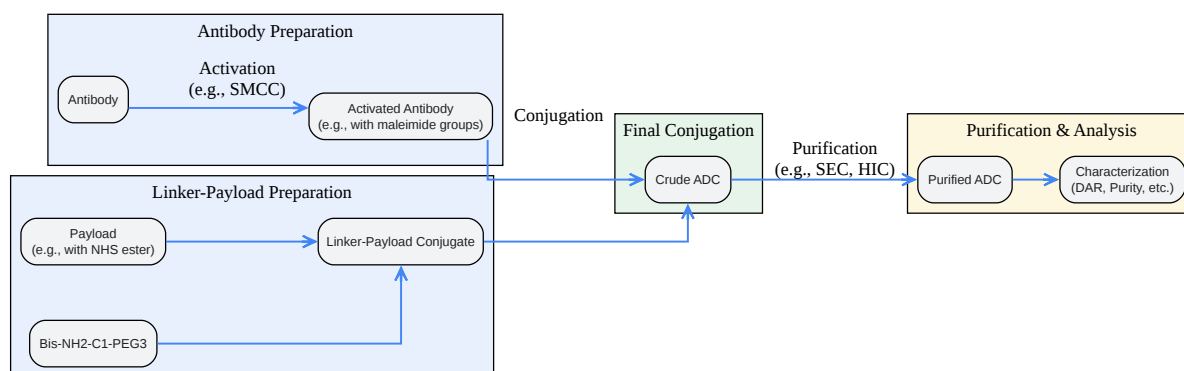 Antibody Preparation
Activation
(e.g., SMCC)
Antibody
Activated Antibody
(e.g., with maleimide groups)
Conjugation
Linker-Payload Preparation
Payload
(e.g., with NHS ester)
Linker-Payload Conjugate
Bis-NH2-C1-PEG3
Final Conjugation
Crude ADC
Purification
(e.g., SEC, HIC)
Purification & Analysis
Purified ADC
Characterization
(DAR, Purity, etc.)